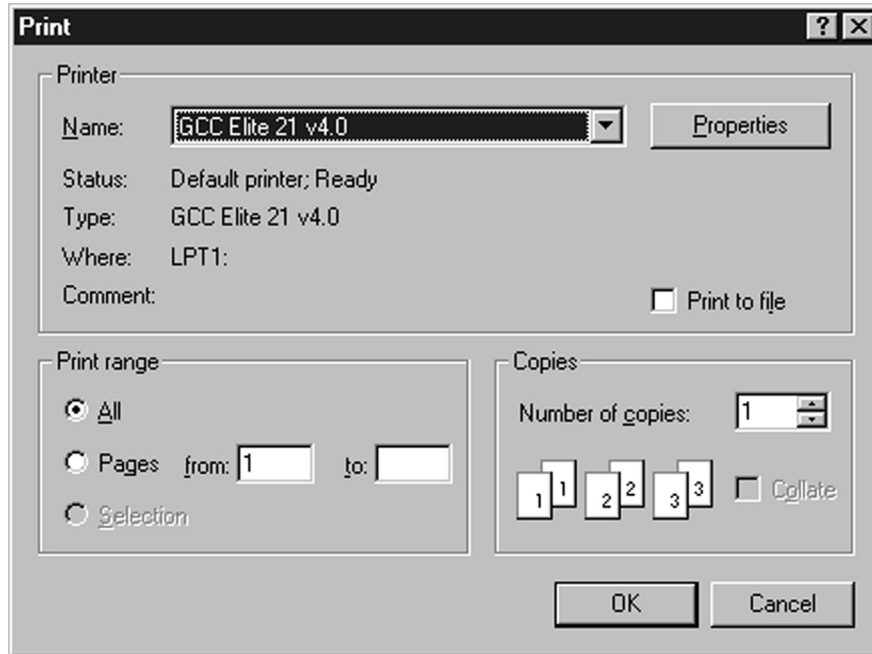 Print
Printer
Name: GCC Elite 21 v4.0 Properties
Status: Default printer; Ready
Type: GCC Elite 21 v4.0
Where: LPT1:
Comment: Print to file
Print range
All
Pages from: 1 to:
Selection
Copies
Number of copies: 1
1 1 2 2 3 3 Collate
OK Cancel